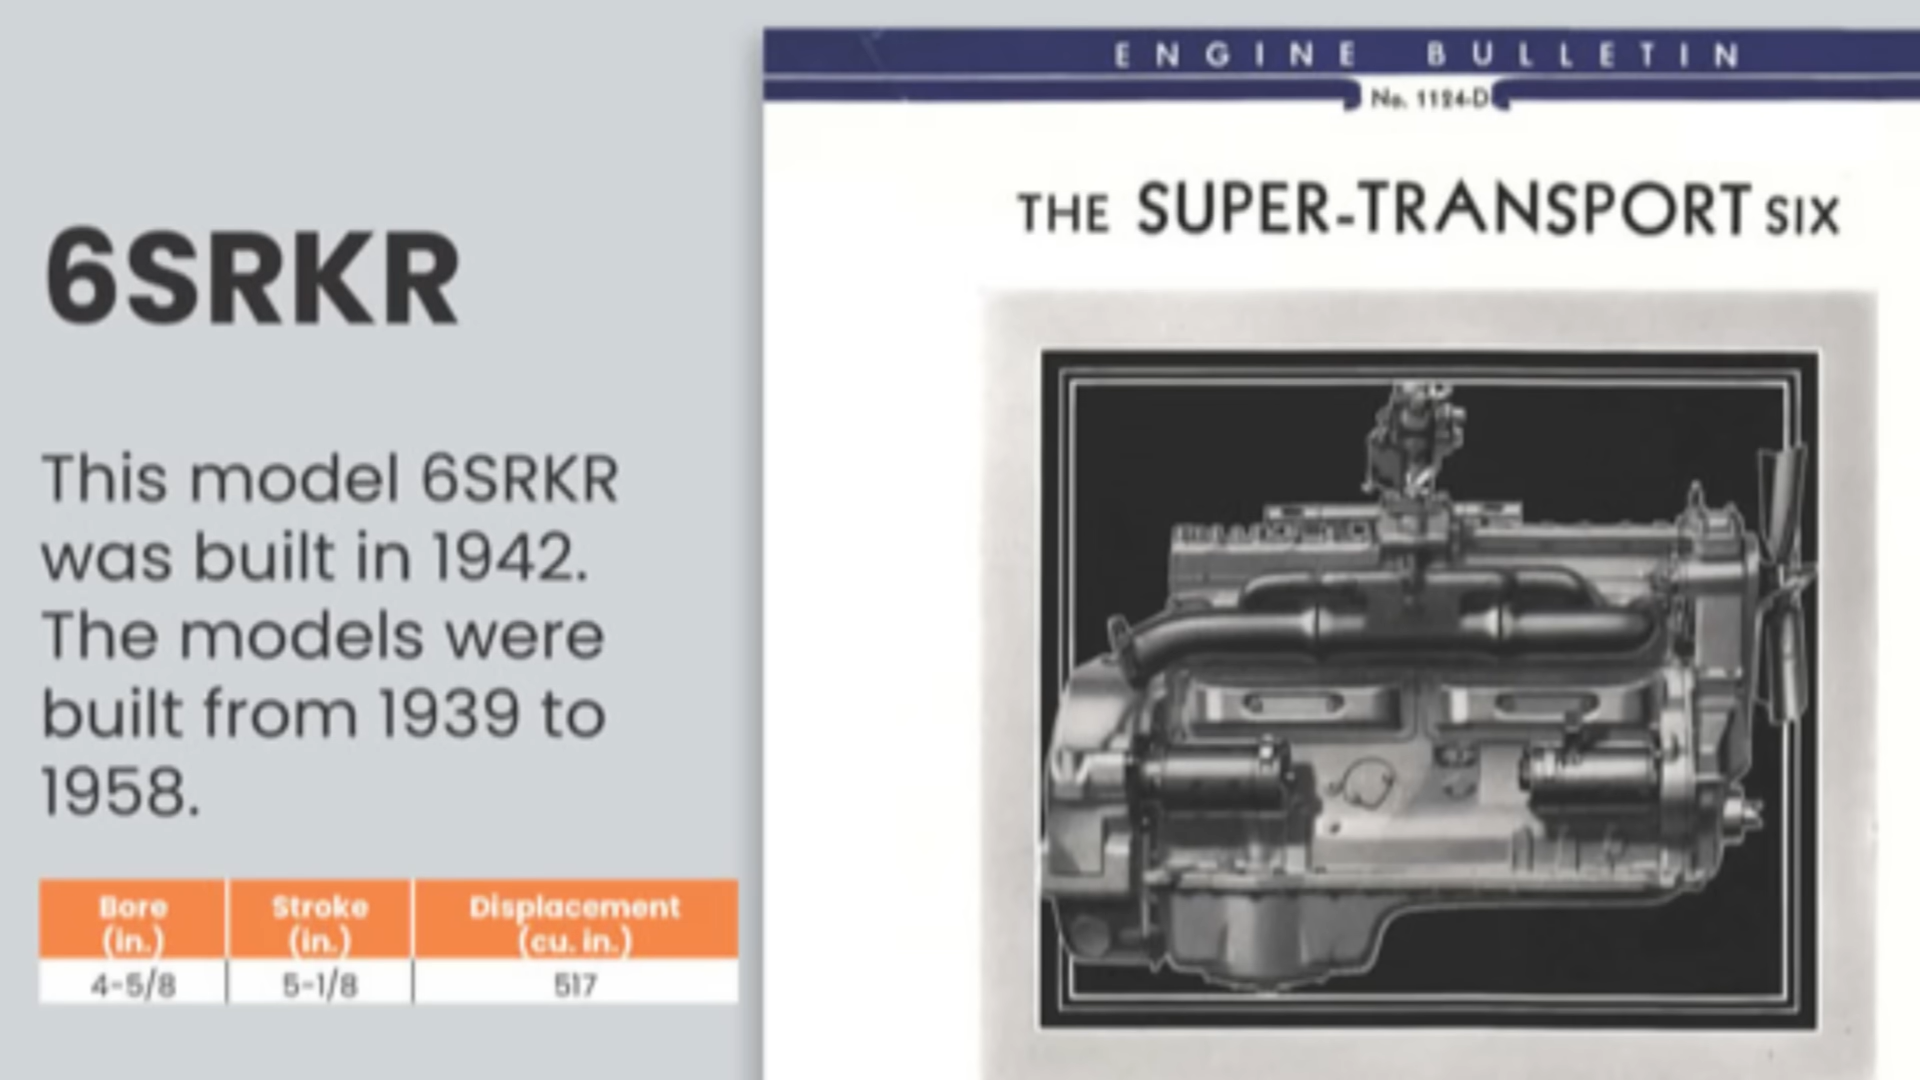 6SRKR
This model 6SRKR
was built in 1942.
The models were
built from 1939 to
1958.
Bore (in.) Stroke (in.) Displacement (cu. in.)
4-5/8 5-1/8 517
ENGINE BULLETIN
No. 1124-D
THE SUPER-TRANSPORT SIX